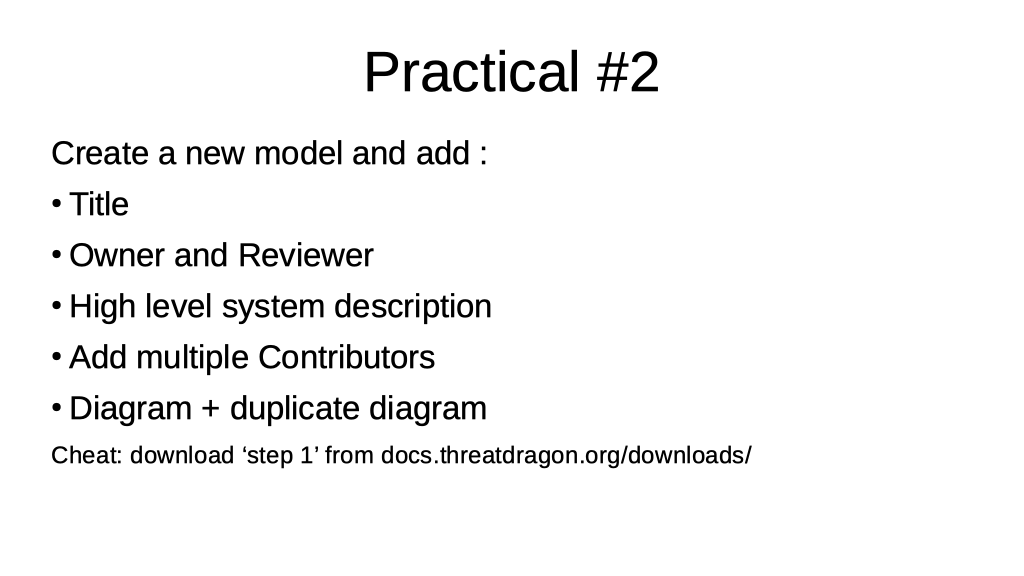 Practical #2
Create a new model and add :
• Title
• Owner and Reviewer
• High level system description
• Add multiple Contributors
• Diagram + duplicate diagram
Cheat: download ‘step 1’ from docs.threatdragon.org/downloads/